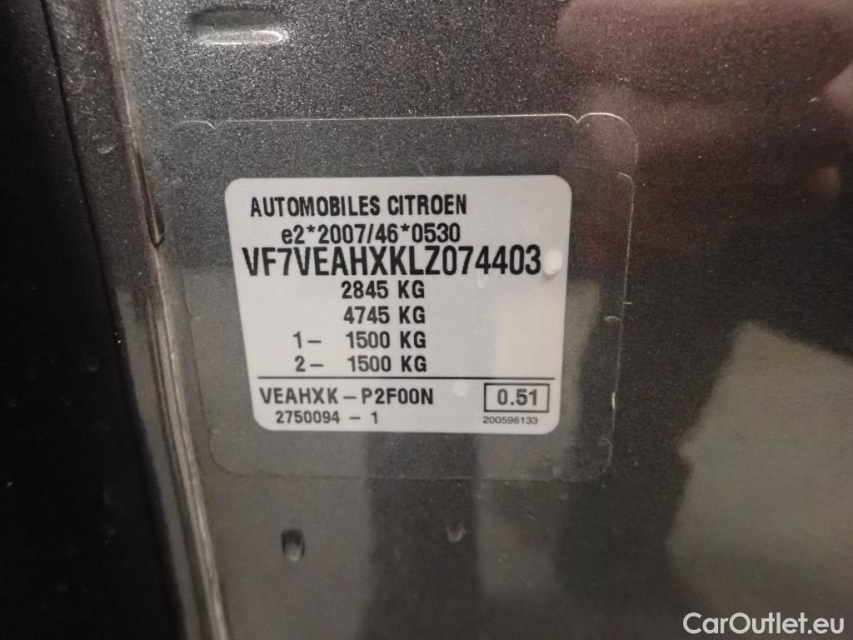 AUTOMOBILES CITROEN
e2*2007/46*0530
VF7VEAHXKLZ074403
2845 KG
4745 KG
1- 1500 KG
2- 1500 KG
VEAHXK-P2F00N 0.51
2750094 - 1 200596133
CarOutlet.eu